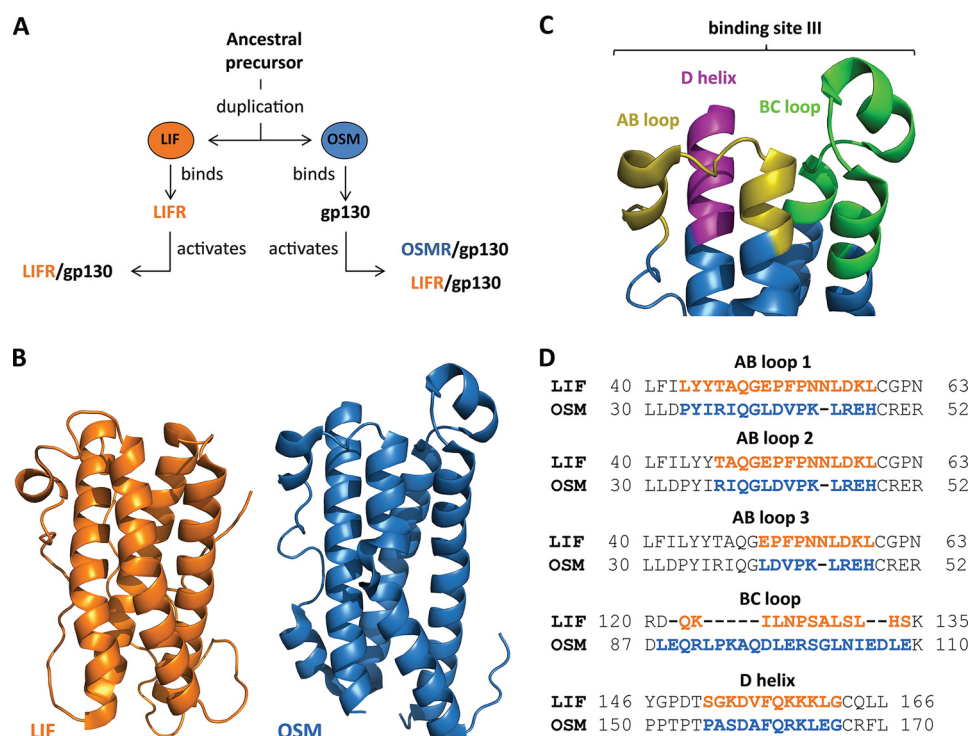 A
Ancestral
precursor
duplication
LIF
OSM
binds
binds
LIFR
gp130
activates
activates
LIFR/gp130
OSMR/gp130
LIFR/gp130
B
LIF
OSM
C
binding site III
D helix
AB loop
BC loop
D
AB loop 1
LIF 40 LFILYYTAQGEPFPNNLDKLCGPN 63
OSM 30 LLDPYIRIQGLDVPK-LREHCRER 52
AB loop 2
LIF 40 LFILYYTAQGEPFPNNLDKLCGPN 63
OSM 30 LLDPYIRIQGLDVPK-LREHCRER 52
AB loop 3
LIF 40 LFILYYTAQGEPFPNNLDKLCGPN 63
OSM 30 LLDPYIRIQGLDVPK-LREHCRER 52
BC loop
LIF 120 RD-QK-----ILNPSALSL--HSK 135
OSM 87 DLEQRLPKAQDLERSGLNIEDLEK 110
D helix
LIF 146 YGPDTSGKDVFQKKKLGCQLL 166
OSM 150 PPTPTPASDAFQRKLEGCRFL 170